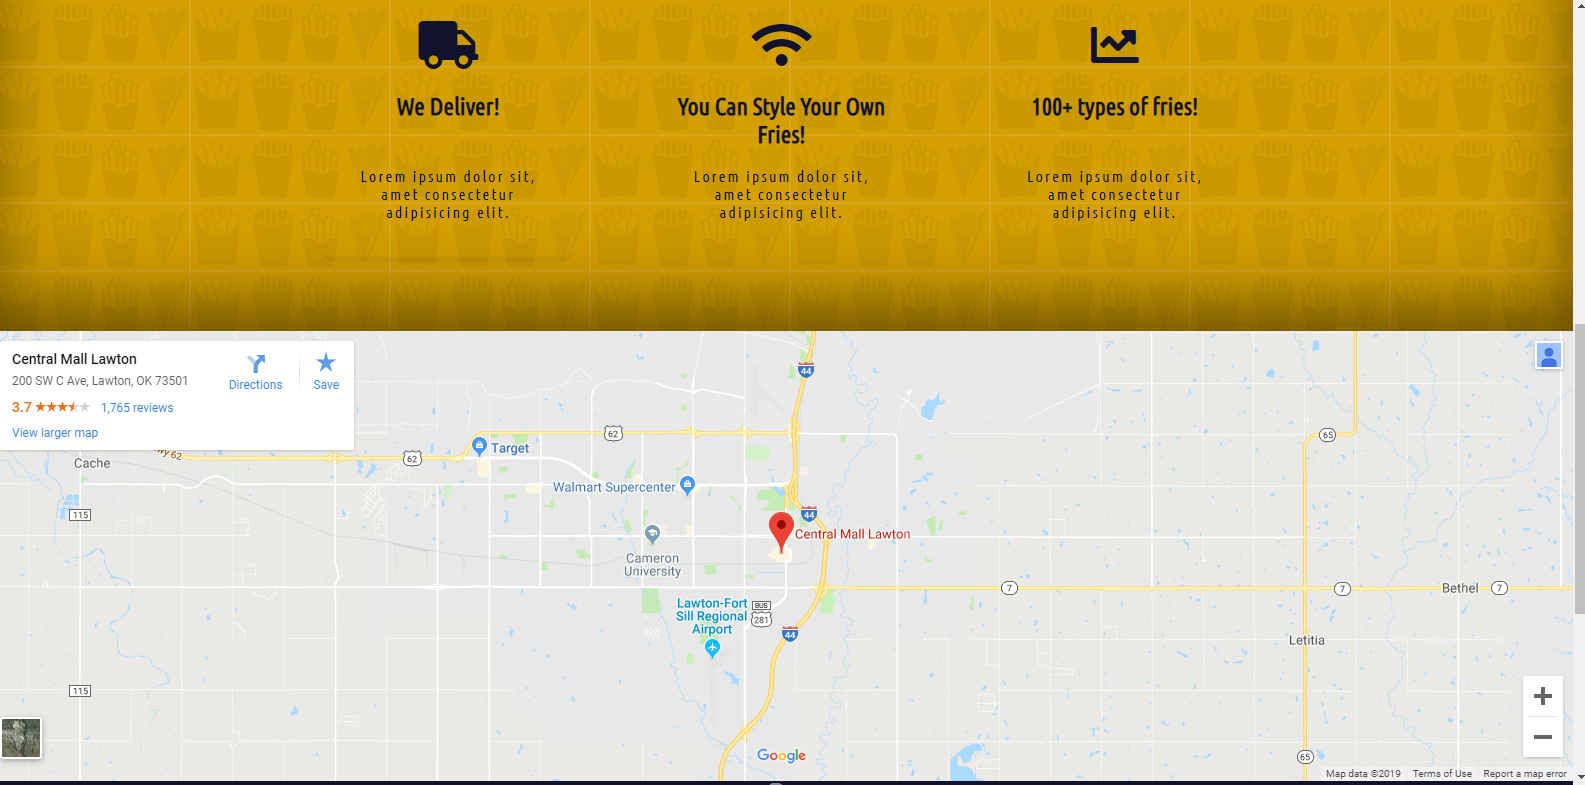 We Deliver!
You Can Style Your Own
Fries!
100+ types of fries!
Lorem ipsum dolor sit,
amet consectetur
adipisicing elit.
Lorem ipsum dolor sit,
amet consectetur
adipisicing elit.
Lorem ipsum dolor sit,
amet consectetur
adipisicing elit.
Central Mall Lawton
200 SW C Ave, Lawton, OK 73501
3.7 1,765 reviews
View larger map
Directions
Save
44
62
65
Target
wy 62
62
Cache
Walmart Supercenter
115
44
Central Mall Lawton
Cameron
University
7
7
Bethel
7
Lawton-Fort
Sill Regional
Airport
BUS
281
44
Letitia
115
Google
65
Map data ©2019
Terms of Use
Report a map error